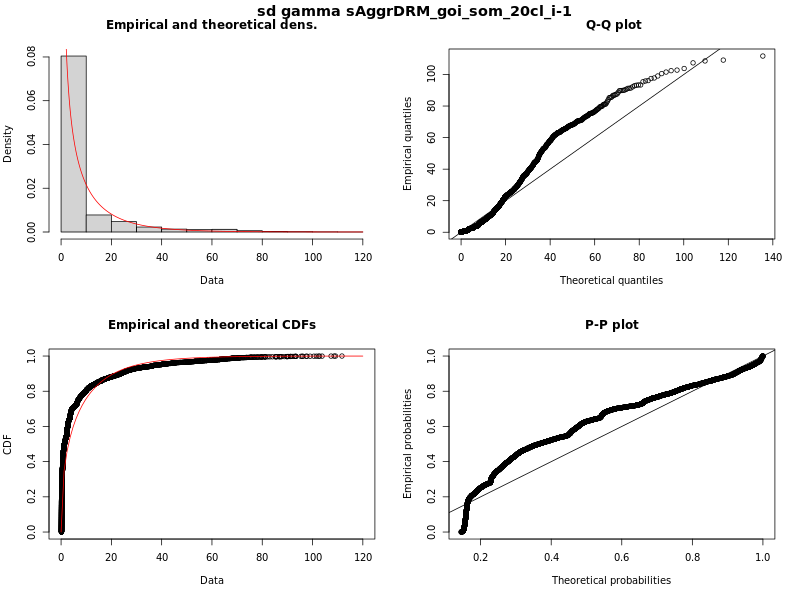 sd gamma sAggrDRM_goi_som_20cl_i-1
Empirical and theoretical dens.
Density
0.00 0.02 0.04 0.06 0.08
0 20 40 60 80 100 120
Data
Q-Q plot
Empirical quantiles
0 20 40 60 80 100
0 20 40 60 80 100 120 140
Theoretical quantiles
Empirical and theoretical CDFs
CDF
0.0 0.2 0.4 0.6 0.8 1.0
0 20 40 60 80 100 120
Data
P-P plot
Empirical probabilities
0.0 0.2 0.4 0.6 0.8 1.0
0.2 0.4 0.6 0.8 1.0
Theoretical probabilities